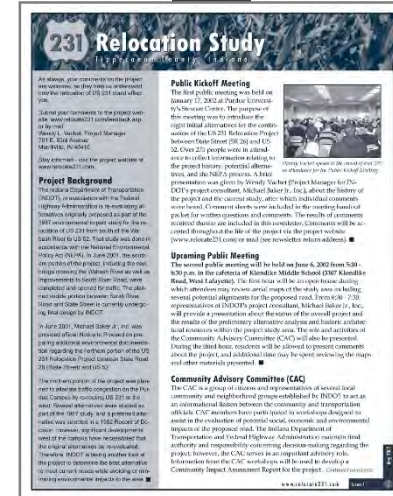 231 Relocation Study
Tippecanoe County, Indiana
As always, your comments on the project
are welcome, as they help us understand
how the relocation of US 231 could affect
you.
Submit your comments to the project web-
site: www.relocate231.com/feedback.asp
or by mail:
Wendy L. Vachet, Project Manager
Merrillville, IN 46410
Stay informed - visit the project website at
www.relocate231.com.
Project Background
The Indiana Department of Transportation
(INDOT), in accordance with the Federal
Highway Administration is re-evaluating al-
ternatives originally proposed as part of the
1987 environmental impact study for the re-
location of US 231 from south of the Wa-
bash River to US 52. That study was done in
accordance with the National Environmental
Policy Act (NEPA). In June 2001, the south-
ern portion of the project, including the new
bridge crossing the Wabash River as well as
improvements to South River Road, were
completed and opened for traffic. The plan-
ned middle portion between South River
Road and State Street is currently undergo-
ing final design by INDOT.
In June 2001, Michael Baker Jr., Inc. was
provided official Notice to Proceed on pre-
paring additional environmental documenta-
tion regarding the northern portion of the US
231 Relocation Project between State Road
26 (State Street) and US 52.
The northern portion of the project was plan-
ned to alleviate traffic congestion on the Pur-
due Campus by re-routing US 231 to the
west. Several alternatives were studied as
part of the 1987 study, and a preferred alter-
native was selected in a 1992 Record of De-
cision. However, significant development
west of the campus have necessitated that
the original alternatives be re-evaluated.
Therefore, INDOT is taking another look at
the project to determine the best alternative
to meet current needs while avoiding or min-
imizing environmental impacts to the area. ■
Public Kickoff Meeting
The first public meeting was held on
January 17, 2002 at Purdue Universi-
ty's Stewart Center. The purpose of
this meeting was to introduce the
eight initial alternatives for the contin-
uation of the US 231 Relocation Project
between State Street (SR 26) and US
52. Over 270 people were in attend-
ance to collect information relating to
the project history, potential alterna-
tives, and the NEPA process. A brief
presentation was given by Wendy Vachet (Project Manager for IN-
DOT's project consultant, Michael Baker Jr., Inc.), about the history of
the project and the current study, after which individual comments
were heard. Comment sheets were included in the meeting handout
packet for written questions and comments. The results of comments
received thus far are included in this newsletter. Comments will be ac-
cepted throughout the life of the project via the project website
(www.relocate231.com) or mail (see newsletter return address). ■
Wendy Vachet speaks to the crowd of over 270
in attendance for the Public Kickoff Meeting.
Upcoming Public Meeting
The second public meeting will be held on June 6, 2002 from 5:30 -
8:30 p.m. in the cafeteria of Klondike Middle School (3307 Klondike
Road, West Lafayette). The first hour will be an open house during
which attendees may review aerial maps of the study area including
several potential alignments for the proposed road. From 6:30 - 7:30,
representatives of INDOT's project consultant, Michael Baker Jr., Inc.,
will provide a presentation about the status of the overall project and
the results of the preliminary alternative analysis and historic architec-
tural resources within the project study area. The role and activities of
the Community Advisory Committee (CAC) will also be presented.
During the third hour, residents will be allowed to present comments
about the project, and additional time may be spent reviewing the maps
and other materials presented. ■
Community Advisory Committee (CAC)
The CAC is a group of citizens and representatives of several local
community and neighborhood groups established by INDOT to act as
an informational liaison between the community and transportation
officials. CAC members have participated in workshops designed to
assist in the evaluation of potential social, economic and environmental
impacts of the proposed road. The Indiana Department of
Transportation and Federal Highway Administration maintain final
authority and responsibility concerning decision-making regarding the
project; however, the CAC serves in an important advisory role.
Information from the CAC workshops will be used to develop a
Community Impact Assessment Report for the project.
www.relocate231.com